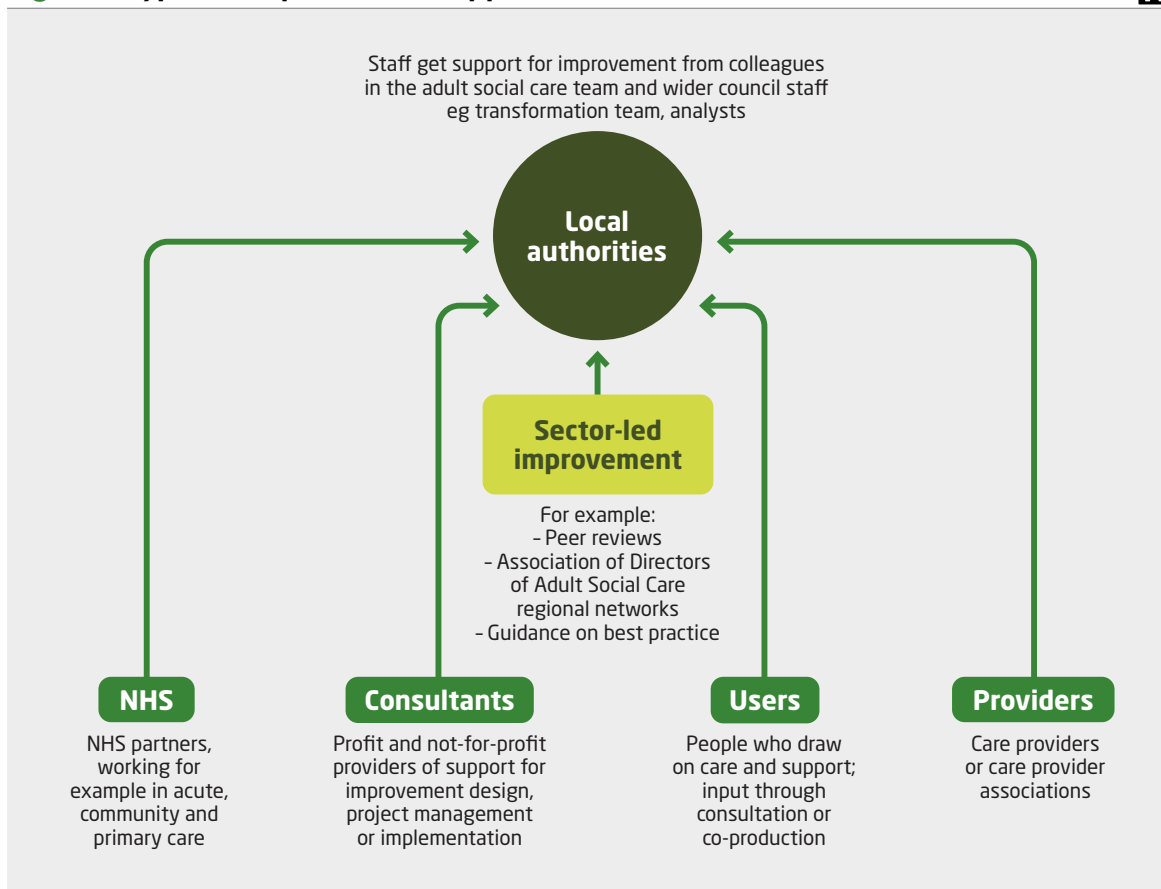 Staff get support for improvement from colleagues
in the adult social care team and wider council staff
eg transformation team, analysts
Local
authorities
Sector-led
improvement
For example:
– Peer reviews
– Association of Directors
of Adult Social Care
regional networks
– Guidance on best practice
NHS
NHS partners,
working for
example in acute,
community and
primary care
Consultants
Profit and not-for-profit
providers of support for
improvement design,
project management
or implementation
Users
People who draw
on care and support;
input through
consultation or
co-production
Providers
Care providers
or care provider
associations